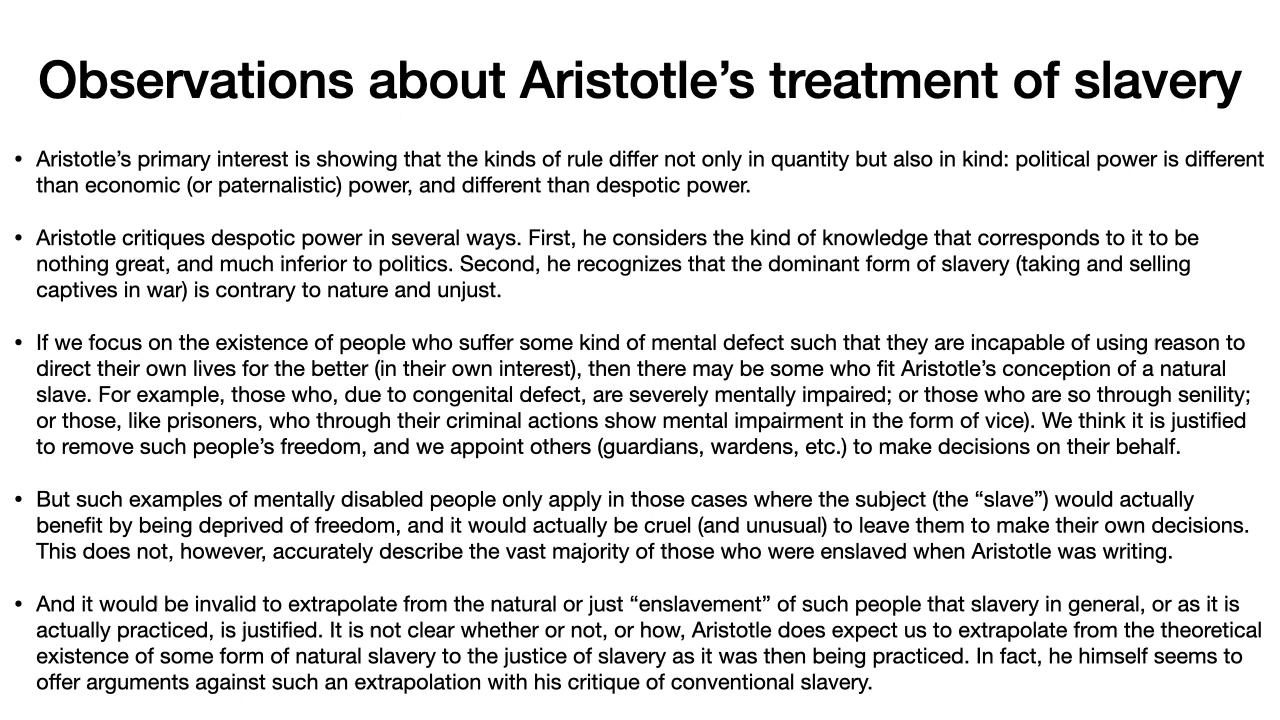 Observations about Aristotle’s treatment of slavery
• Aristotle’s primary interest is showing that the kinds of rule differ not only in quantity but also in kind: political power is different
than economic (or paternalistic) power, and different than despotic power.
• Aristotle critiques despotic power in several ways. First, he considers the kind of knowledge that corresponds to it to be
nothing great, and much inferior to politics. Second, he recognizes that the dominant form of slavery (taking and selling
captives in war) is contrary to nature and unjust.
• If we focus on the existence of people who suffer some kind of mental defect such that they are incapable of using reason to
direct their own lives for the better (in their own interest), then there may be some who fit Aristotle’s conception of a natural
slave. For example, those who, due to congenital defect, are severely mentally impaired; or those who are so through senility;
or those, like prisoners, who through their criminal actions show mental impairment in the form of vice). We think it is justified
to remove such people’s freedom, and we appoint others (guardians, wardens, etc.) to make decisions on their behalf.
• But such examples of mentally disabled people only apply in those cases where the subject (the “slave”) would actually
benefit by being deprived of freedom, and it would actually be cruel (and unusual) to leave them to make their own decisions.
This does not, however, accurately describe the vast majority of those who were enslaved when Aristotle was writing.
• And it would be invalid to extrapolate from the natural or just “enslavement” of such people that slavery in general, or as it is
actually practiced, is justified. It is not clear whether or not, or how, Aristotle does expect us to extrapolate from the theoretical
existence of some form of natural slavery to the justice of slavery as it was then being practiced. In fact, he himself seems to
offer arguments against such an extrapolation with his critique of conventional slavery.